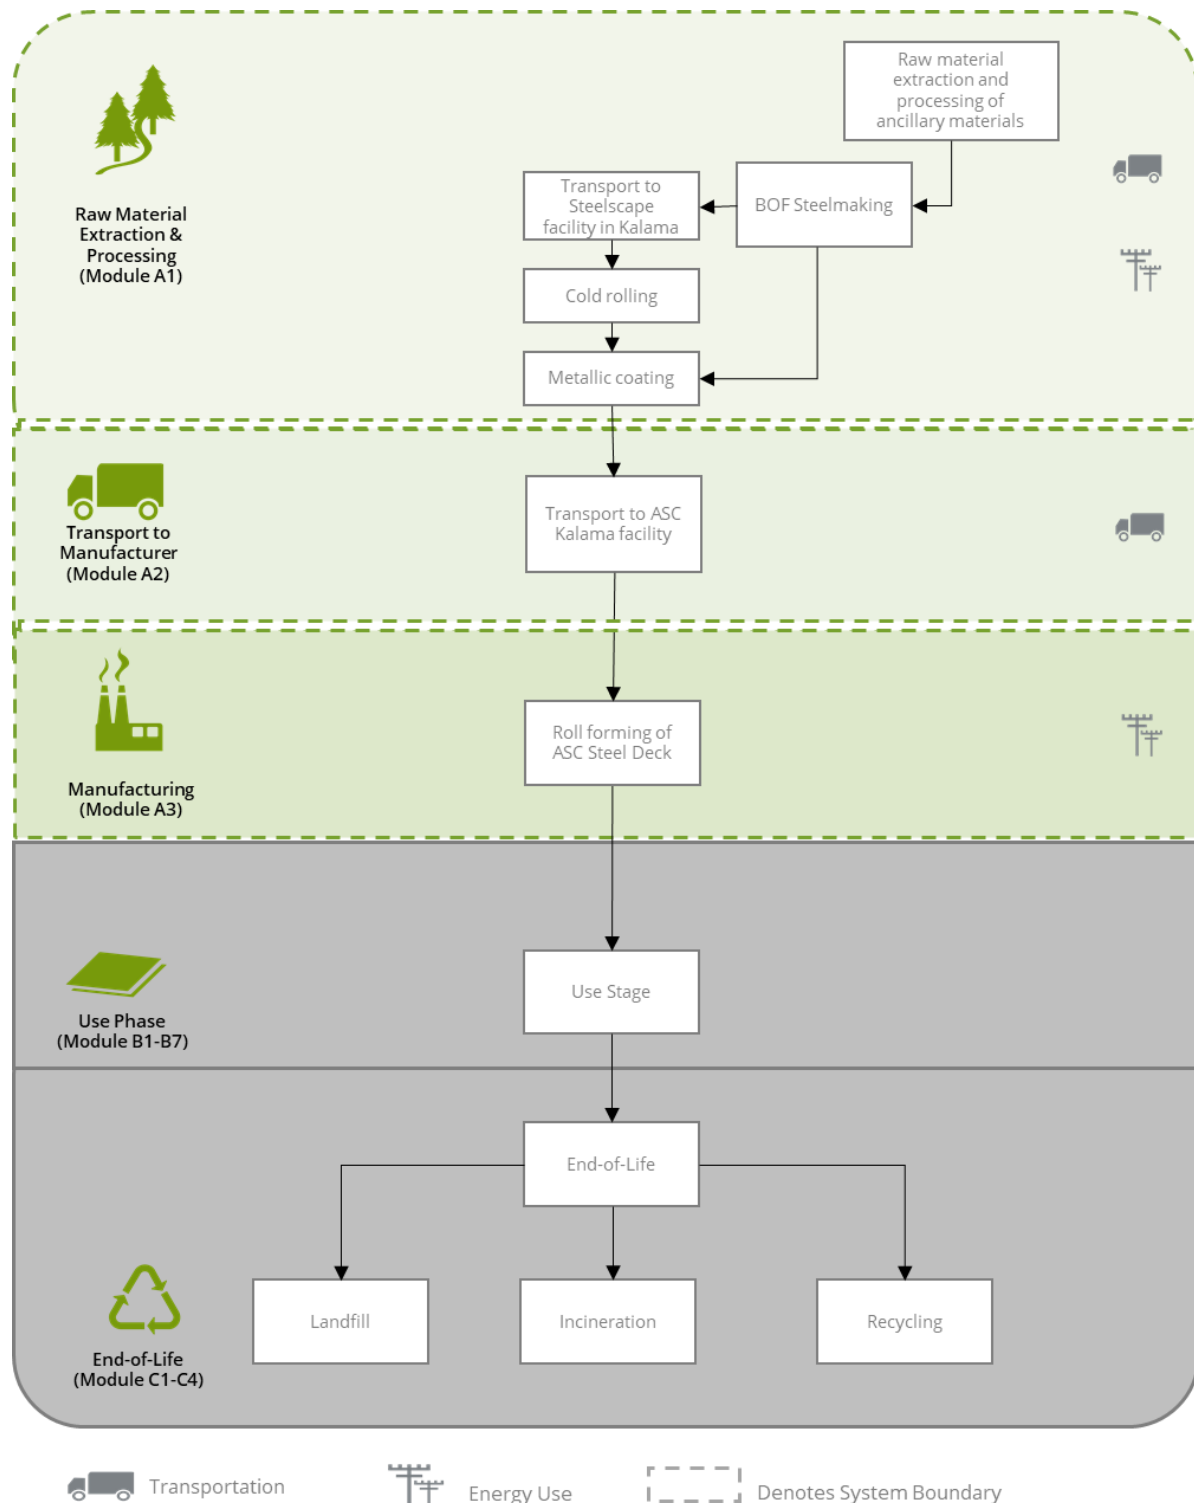 Raw material
extraction and
processing of
ancillary materials
Raw Material
Extraction &
Processing
(Module A1)
Transport to
Steelscape
facility in Kalama
BOF Steelmaking
Cold rolling
Metallic coating
Transport to
Manufacturer
(Module A2)
Transport to ASC
Kalama facility
Manufacturing
(Module A3)
Roll forming of
ASC Steel Deck
Use Phase
(Module B1-B7)
Use Stage
End-of-Life
Landfill
Incineration
Recycling
End-of-Life
(Module C1-C4)
Transportation
Energy Use
Denotes System Boundary